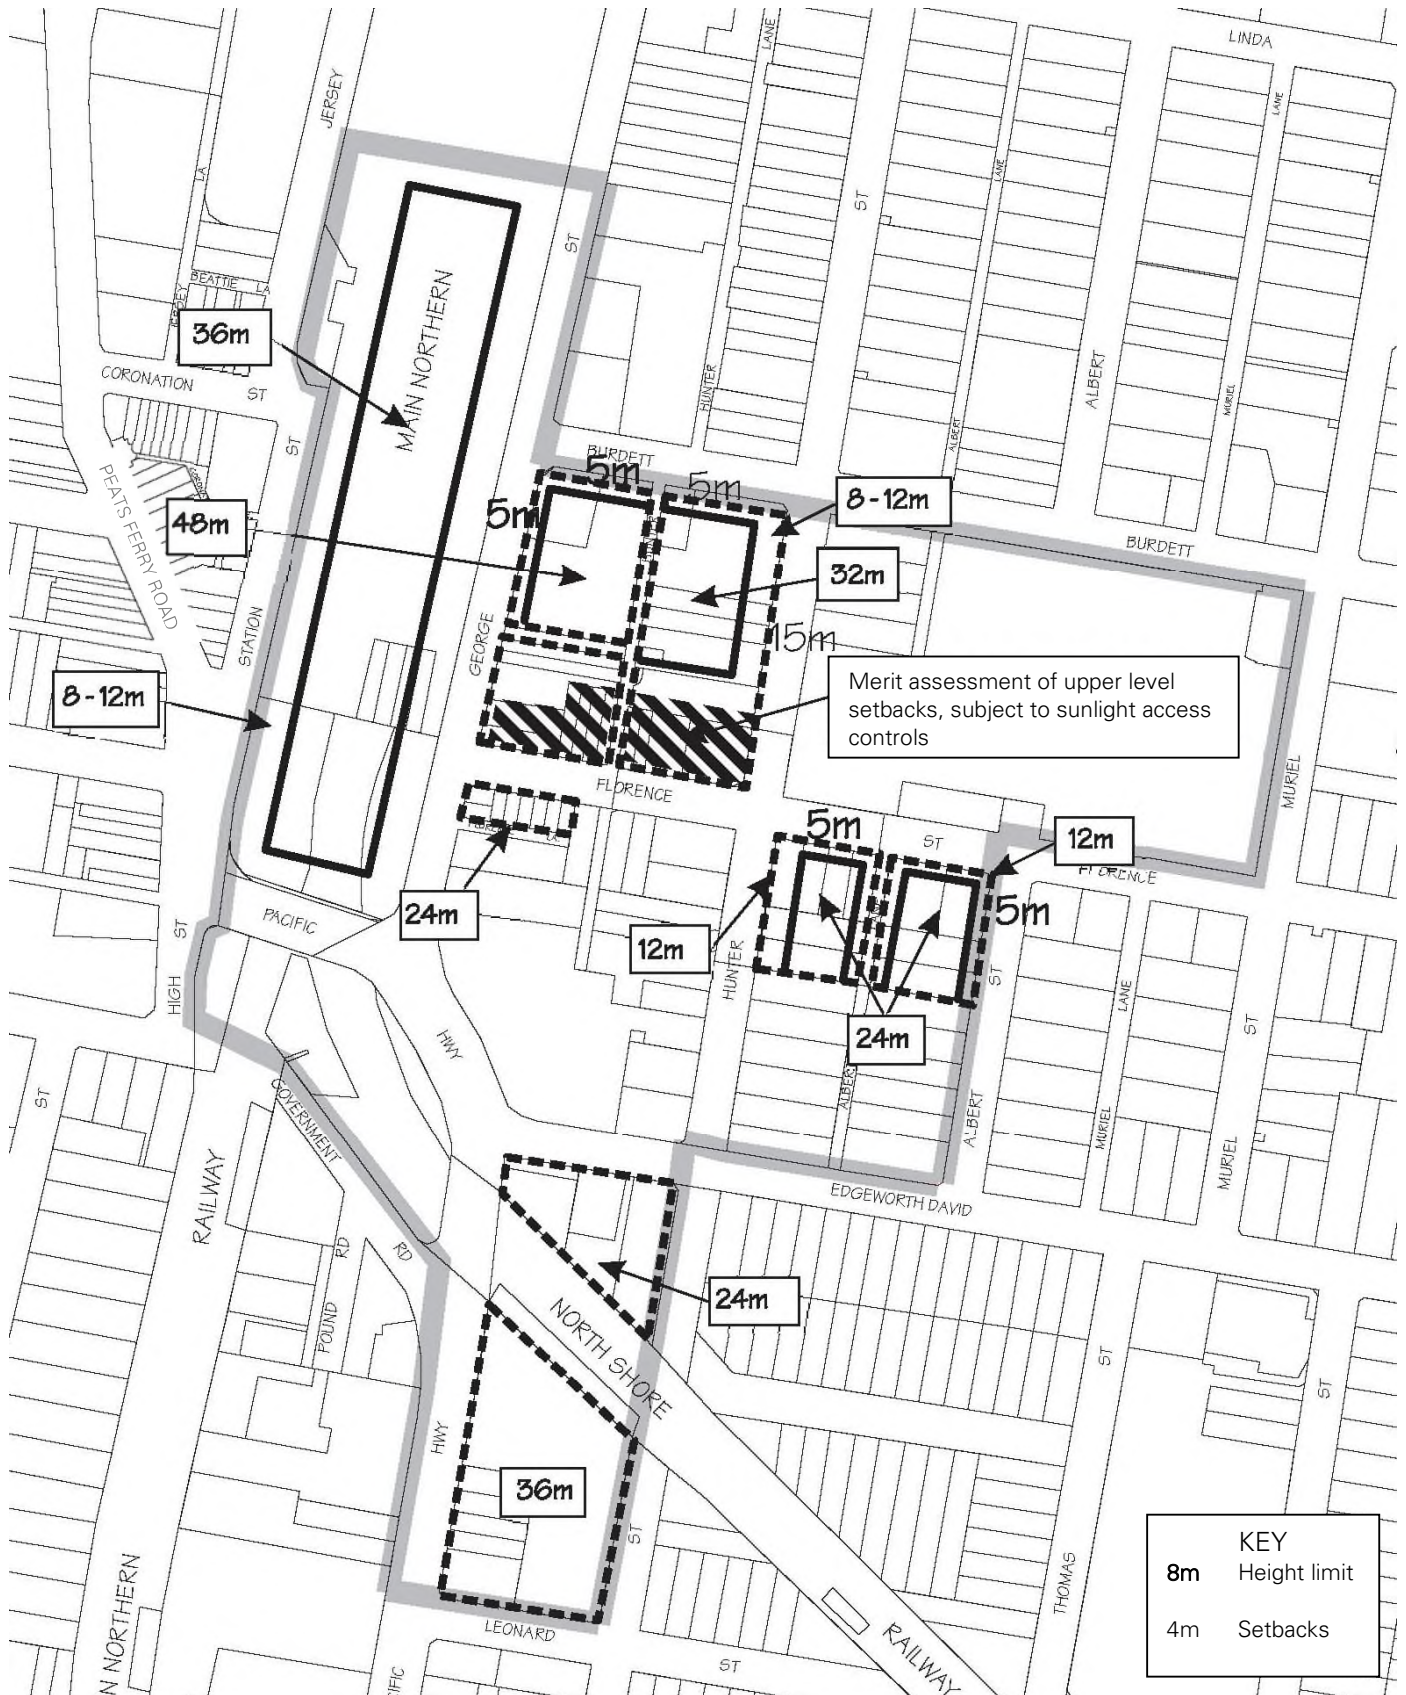 LINDA
LANE
LANE
LANE
JERSEY
LA
ST
ST
BEATTIE LA
36m
MAIN NORTHERN
CORONATION
ST
HUNTER
ALBERT
MURIEL
ALBERT
ST
PEATS FERRY ROAD
BURDETT
5m
5m
5m
8-12m
48m
BURDETT
32m
STATION
GEORGE
15m
8-12m
Merit assessment of upper level
setbacks, subject to sunlight access
controls
MURIEL
FLORENCE
5m
ST
12m
FLORENCE
24m
5m
PACIFIC
12m
HUNTER
ST
ST
HIGH
LANE
ST
HWY
24m
ST
ALBERT
ALBERT
MURIEL
MURIEL
GOVERNMENT
RD
RAILWAY
EDGEWORTH DAVID
RD
POUND
24m
NORTH SHORE
ST
ST
HWY
36m
ST
KEY
8m Height limit
4m Setbacks
THOMAS
N NORTHERN
LEONARD
ST
RAILWAY
IFIC